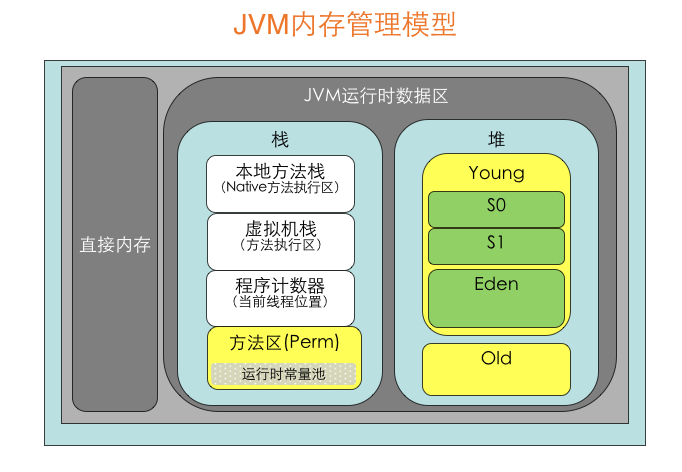 JVM内存管理模型
JVM运行时数据区
直接内存
栈
本地方法栈
（Native方法执行区）
虚拟机栈
（方法执行区）
程序计数器
（当前线程位置）
方法区(Perm)
运行时常量池
堆
Young
S0
S1
Eden
Old